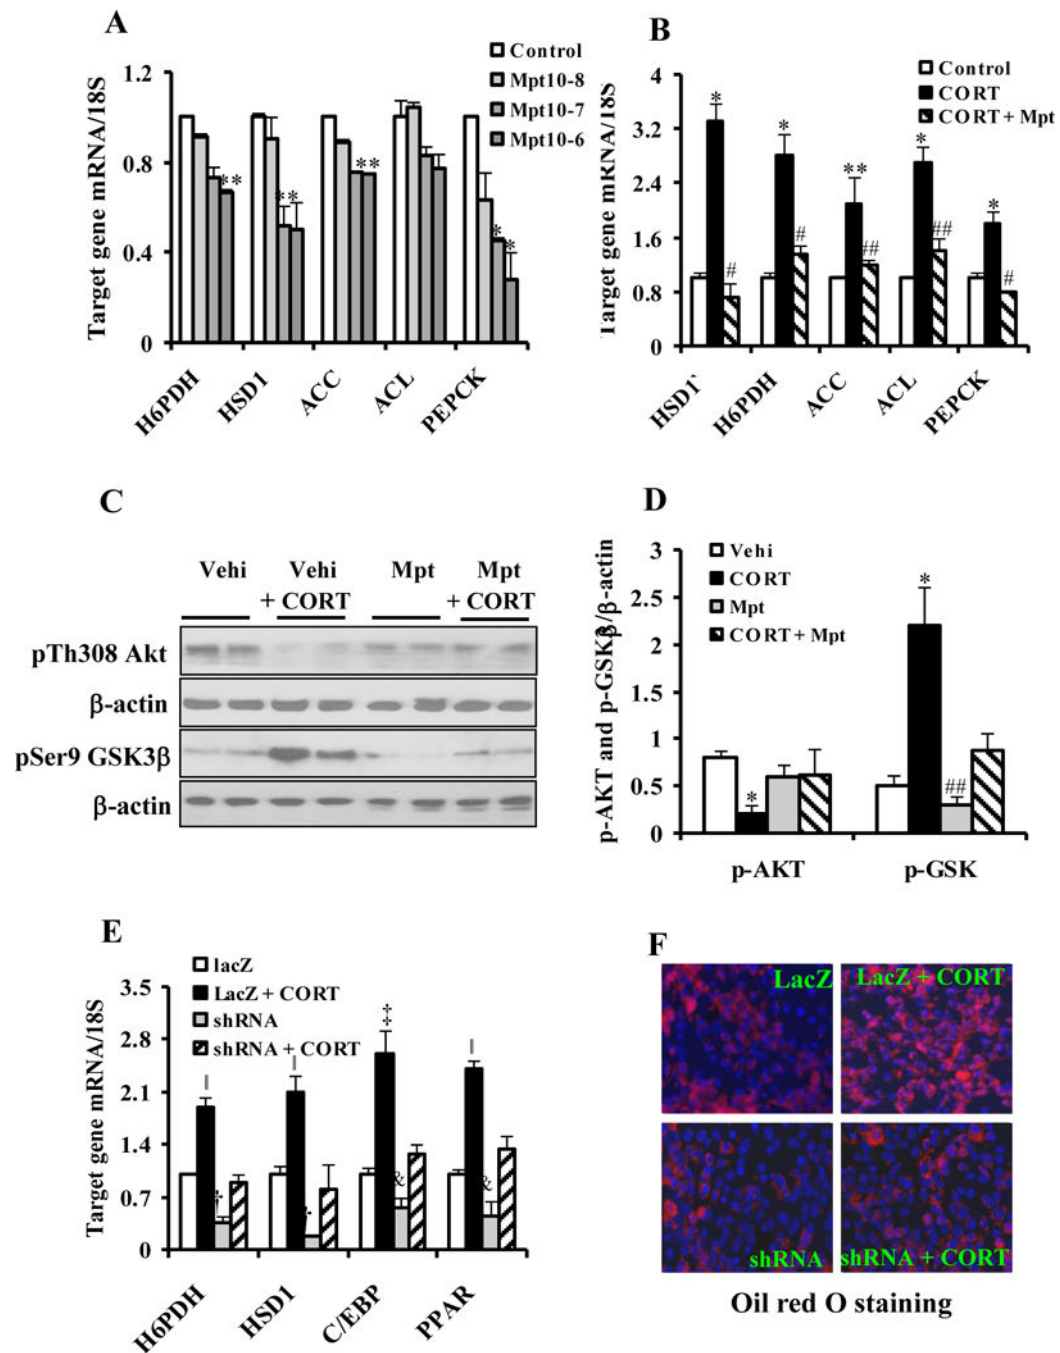 A
Control
Mpt10-8
Mpt10-7
Mpt10-6
Target gene mRNA/18S
1.2
0.8
0.4
0
**
**
**
*
*
H6PDH
HSD1
ACC
ACL
PEPCK
B
Control
CORT
CORT + Mpt
Target gene mRNA/18S
4
3.2
2.4
1.6
0.8
0
*
#
*
#
**
##
*
##
*
#
HSD1`
H6PDH
ACC
ACL
PEPCK
C
Vehi Vehi Mpt Mpt
+ CORT + CORT
pTh308 Akt
β-actin
pSer9 GSK3β
β-actin
D
Vehi
CORT
Mpt
CORT + Mpt
p-AKT and p-GSKβ/β-actin
3
2.5
2
1.5
1
0.5
0
*
*
##
p-AKT
p-GSK
E
lacZ
LacZ + CORT
shRNA
shRNA + CORT
Target gene mRNA/18S
3.5
2.8
2.1
1.4
0.7
0
‡
&
&
H6PDH
HSD1
C/EBP
PPAR
F
LacZ
LacZ + CORT
shRNA
shRNA + CORT
Oil red O staining